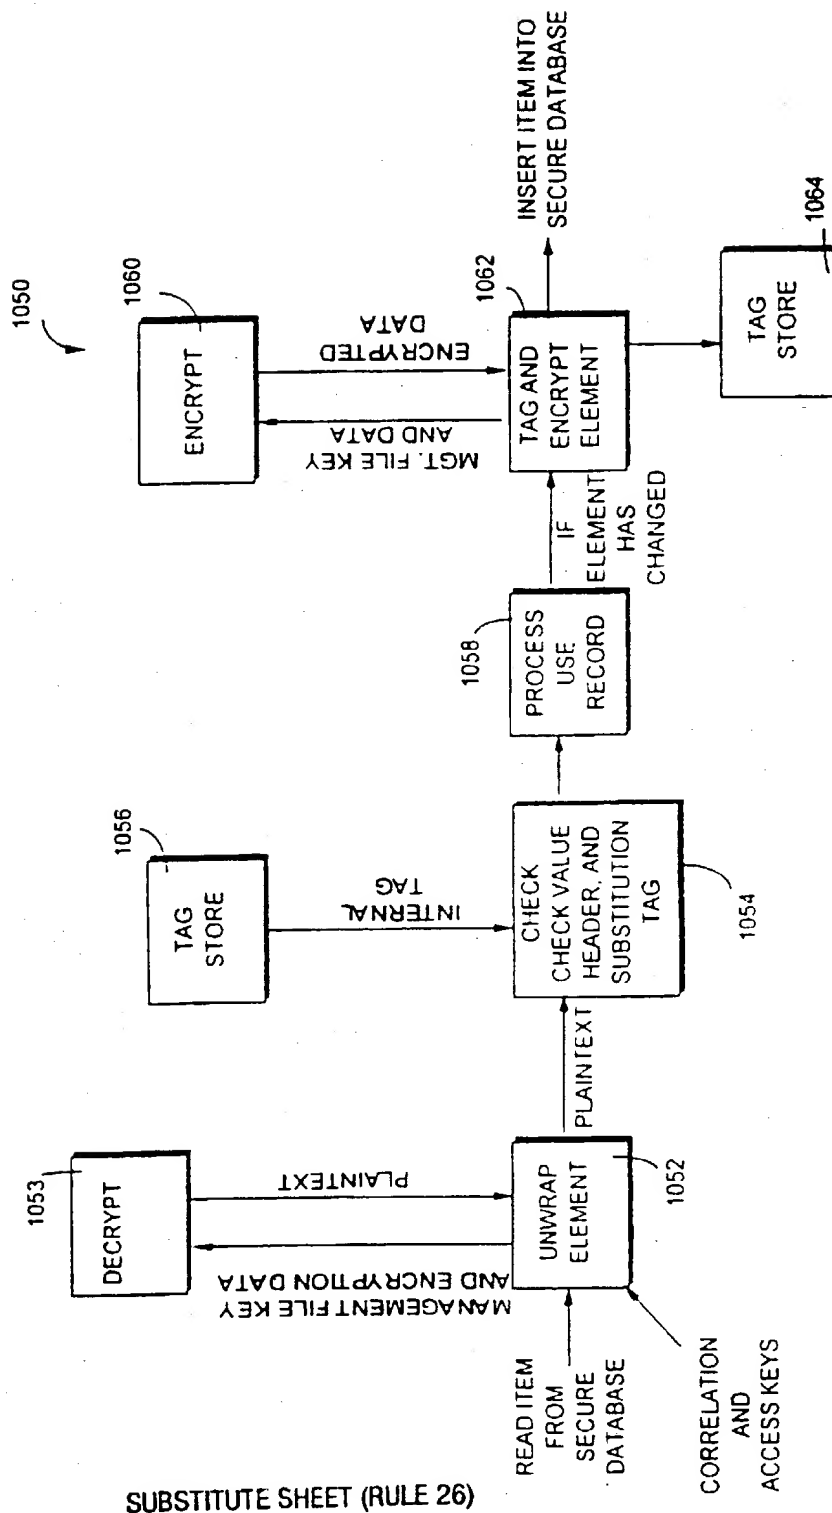 1050
1053
DECRYPT
MANAGEMENT FILE KEY
AND ENCRYPTION DATA
PLAINTEXT
READ ITEM
FROM
SECURE
DATABASE
CORRELATION
AND
ACCESS KEYS
UNWRAP
ELEMENT
1052
PLAINTEXT
1056
TAG
STORE
INTERNAL
TAG
CHECK
CHECK VALUE
HEADER, AND
SUBSTITUTION
TAG
1054
1058
PROCESS
USE
RECORD
IF
ELEMENT
HAS
CHANGED
1060
ENCRYPT
MGT. FILE KEY
AND DATA
ENCRYPTED
DATA
1062
TAG AND
ENCRYPT
ELEMENT
INSERT ITEM INTO
SECURE DATABASE
TAG
STORE
1064
SUBSTITUTE SHEET (RULE 26)